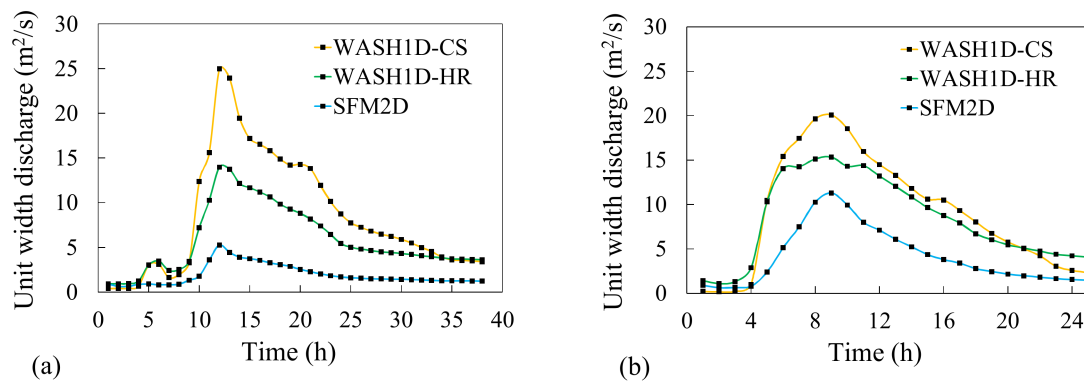 Unit width discharge (m²/s)
30
25
20
15
10
5
0
WASH1D-CS
WASH1D-HR
SFM2D
0 5 10 15 20 25 30 35 40
Time (h)
(a)
Unit width discharge (m²/s)
30
25
20
15
10
5
0
WASH1D-CS
WASH1D-HR
SFM2D
0 4 8 12 16 20 24
Time (h)
(b)